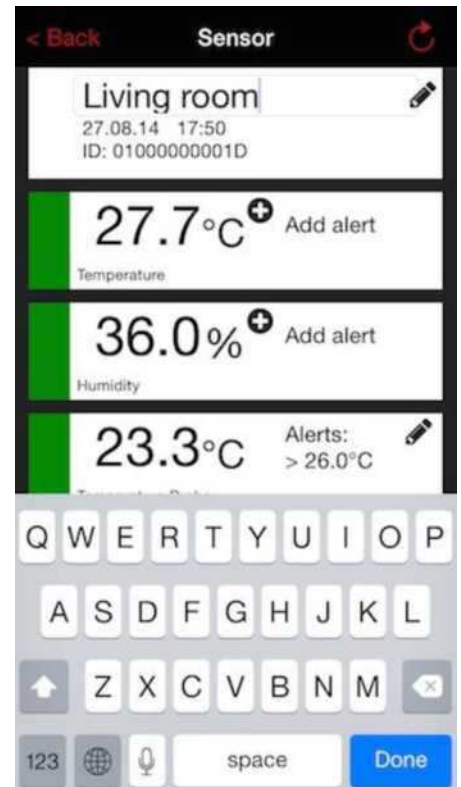 < Back Sensor
Living room
27.08.14 17:50
ID: 01000000001D
27.7°C Add alert
Temperature
36.0% Add alert
Humidity
23.3°C Alerts:
> 26.0°C
Q W E R T Y U I O P
A S D F G H J K L
Z X C V B N M
123 space Done